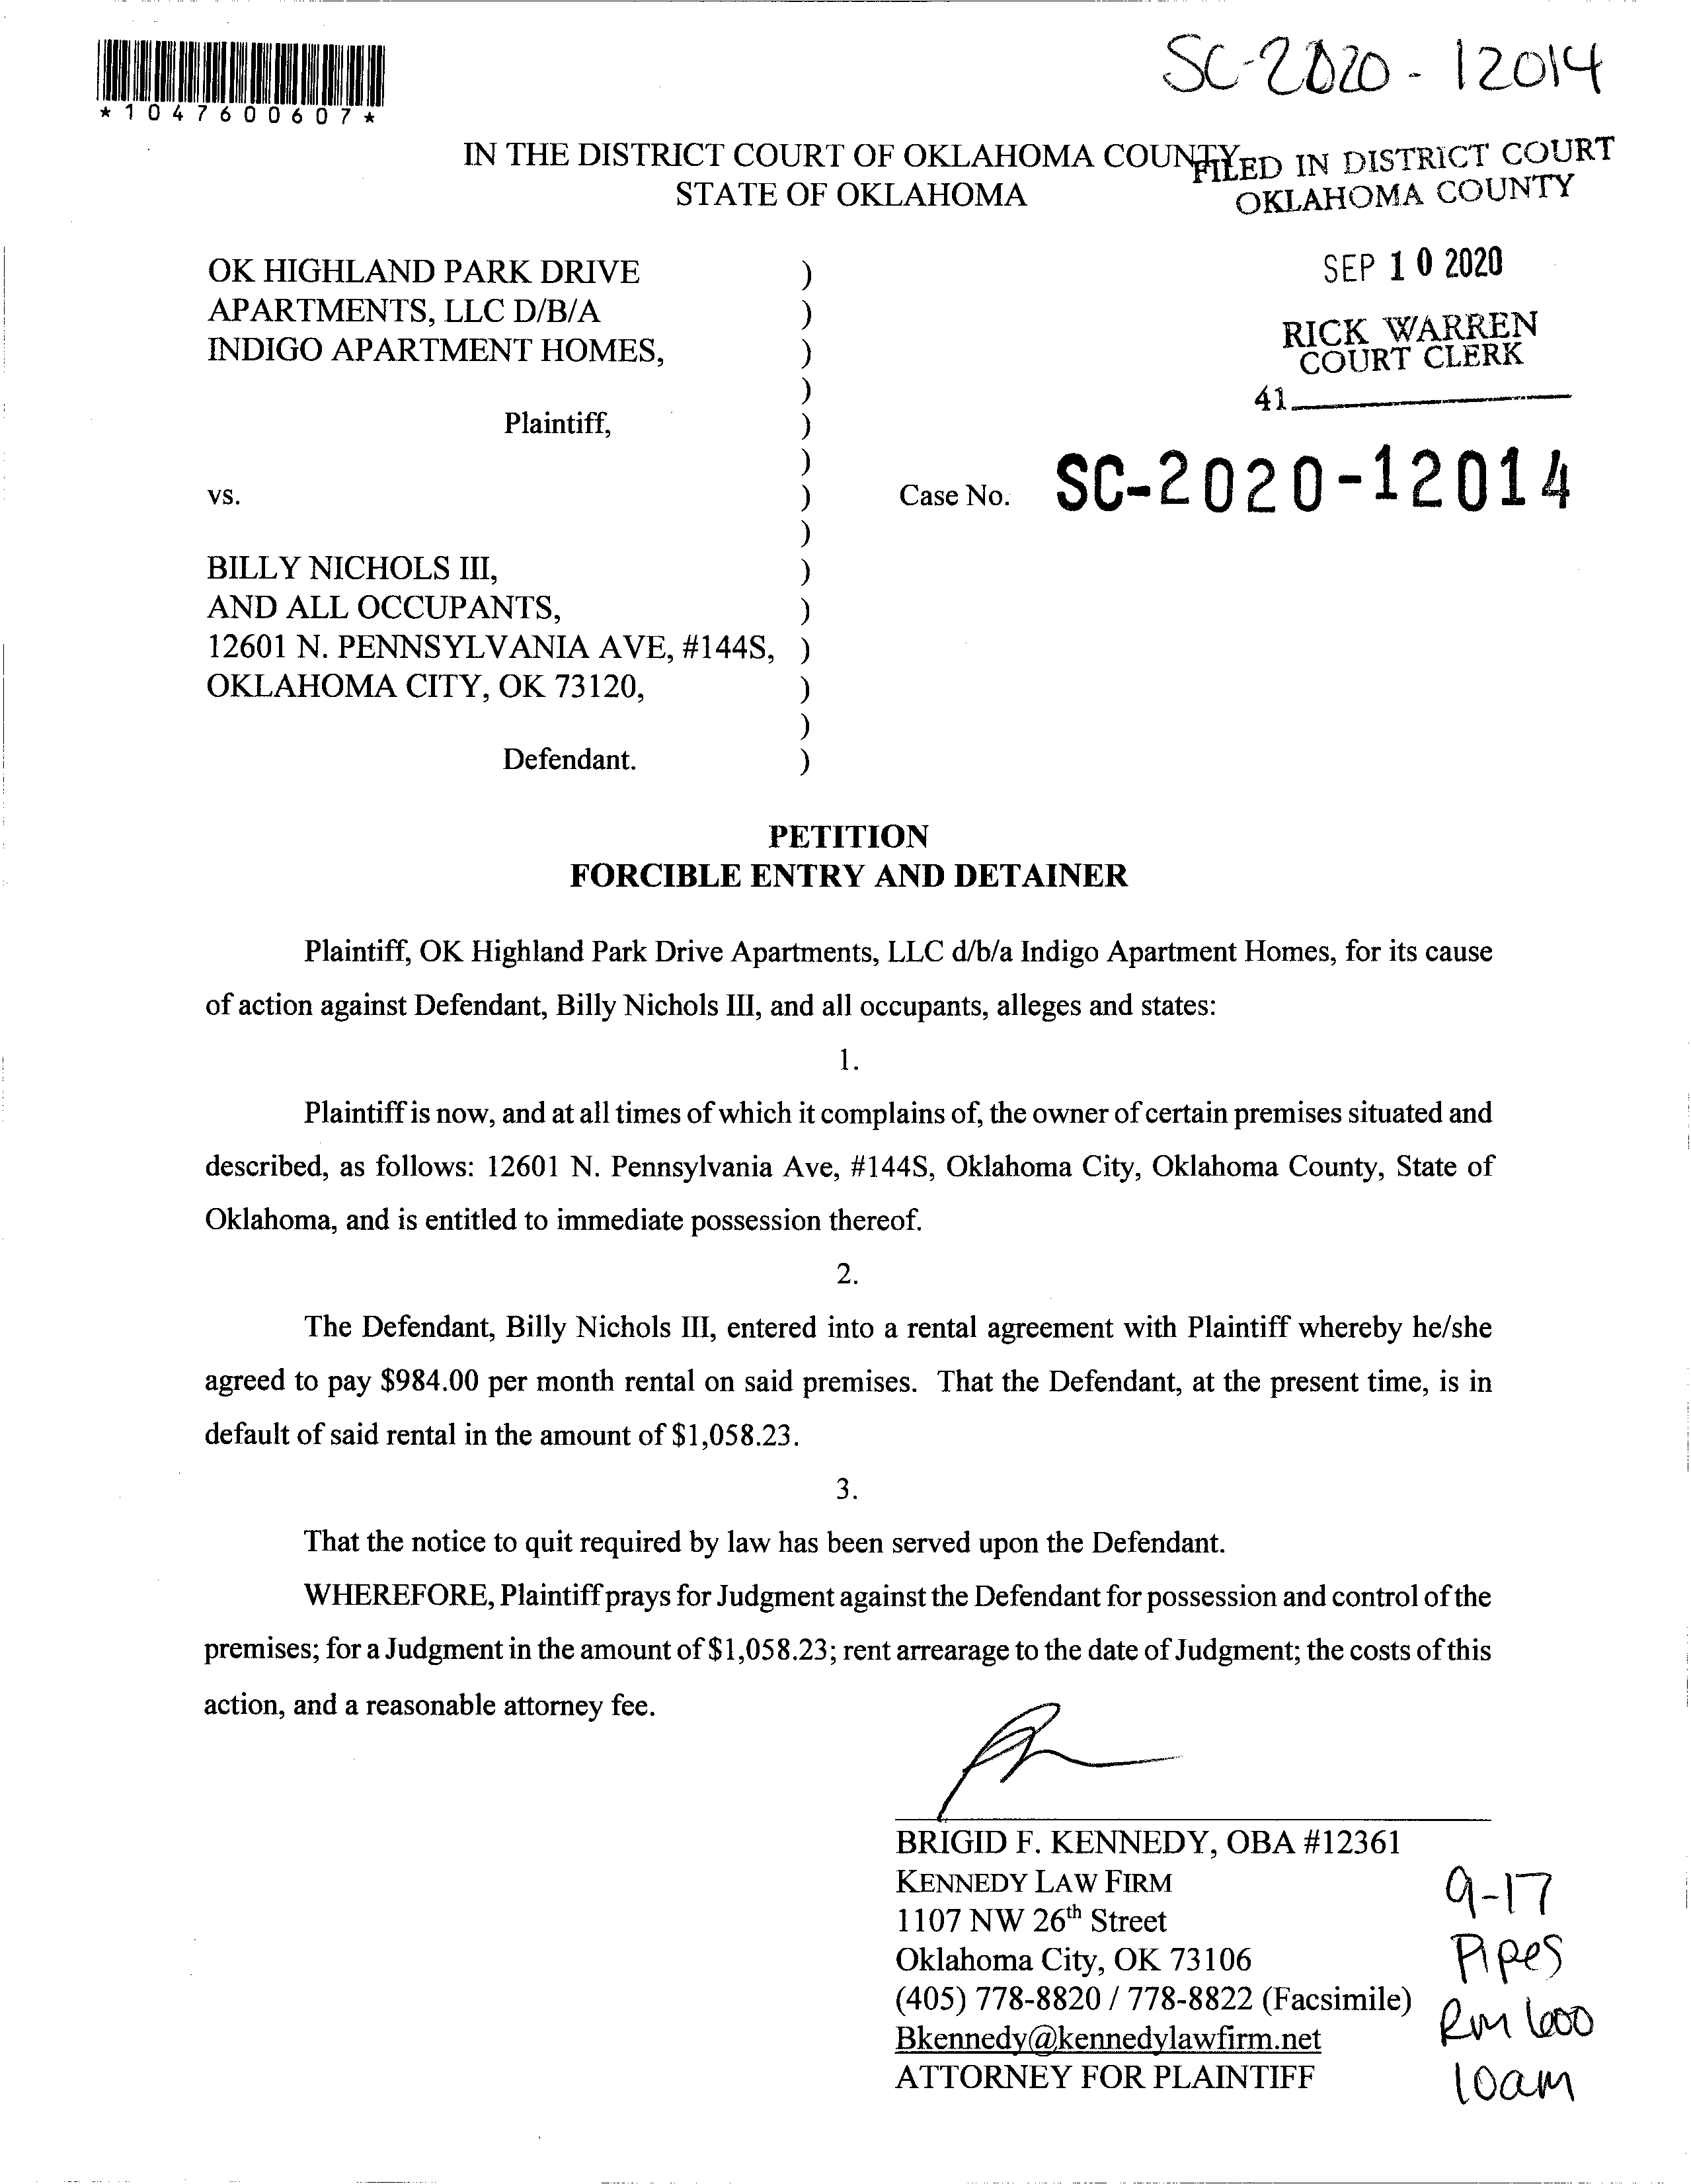 *1047600607*
SC-2020-12014
IN THE DISTRICT COURT OF OKLAHOMA COUNTY
STATE OF OKLAHOMA
FILED IN DISTRICT COURT
OKLAHOMA COUNTY
SEP 10 2020
RICK WARREN
COURT CLERK
41
OK HIGHLAND PARK DRIVE )
APARTMENTS, LLC D/B/A )
INDIGO APARTMENT HOMES, )
)
Plaintiff, )
)
vs. ) Case No. SC-2020-12014
)
BILLY NICHOLS III, )
AND ALL OCCUPANTS, )
12601 N. PENNSYLVANIA AVE, #144S, )
OKLAHOMA CITY, OK 73120, )
)
Defendant. )
PETITION
FORCIBLE ENTRY AND DETAINER
Plaintiff, OK Highland Park Drive Apartments, LLC d/b/a Indigo Apartment Homes, for its cause
of action against Defendant, Billy Nichols III, and all occupants, alleges and states:
1.
Plaintiff is now, and at all times of which it complains of, the owner of certain premises situated and
described, as follows: 12601 N. Pennsylvania Ave, #144S, Oklahoma City, Oklahoma County, State of
Oklahoma, and is entitled to immediate possession thereof.
2.
The Defendant, Billy Nichols III, entered into a rental agreement with Plaintiff whereby he/she
agreed to pay $984.00 per month rental on said premises. That the Defendant, at the present time, is in
default of said rental in the amount of $1,058.23.
3.
That the notice to quit required by law has been served upon the Defendant.
WHEREFORE, Plaintiff prays for Judgment against the Defendant for possession and control of the
premises; for a Judgment in the amount of $1,058.23; rent arrearage to the date of Judgment; the costs of this
action, and a reasonable attorney fee.
BRIGID F. KENNEDY, OBA #12361
KENNEDY LAW FIRM
1107 NW 26th Street
Oklahoma City, OK 73106
(405) 778-8820 / 778-8822 (Facsimile)
Bkennedy@kennedylawfirm.net
ATTORNEY FOR PLAINTIFF
9-17
Pipes
Rm 600
10am